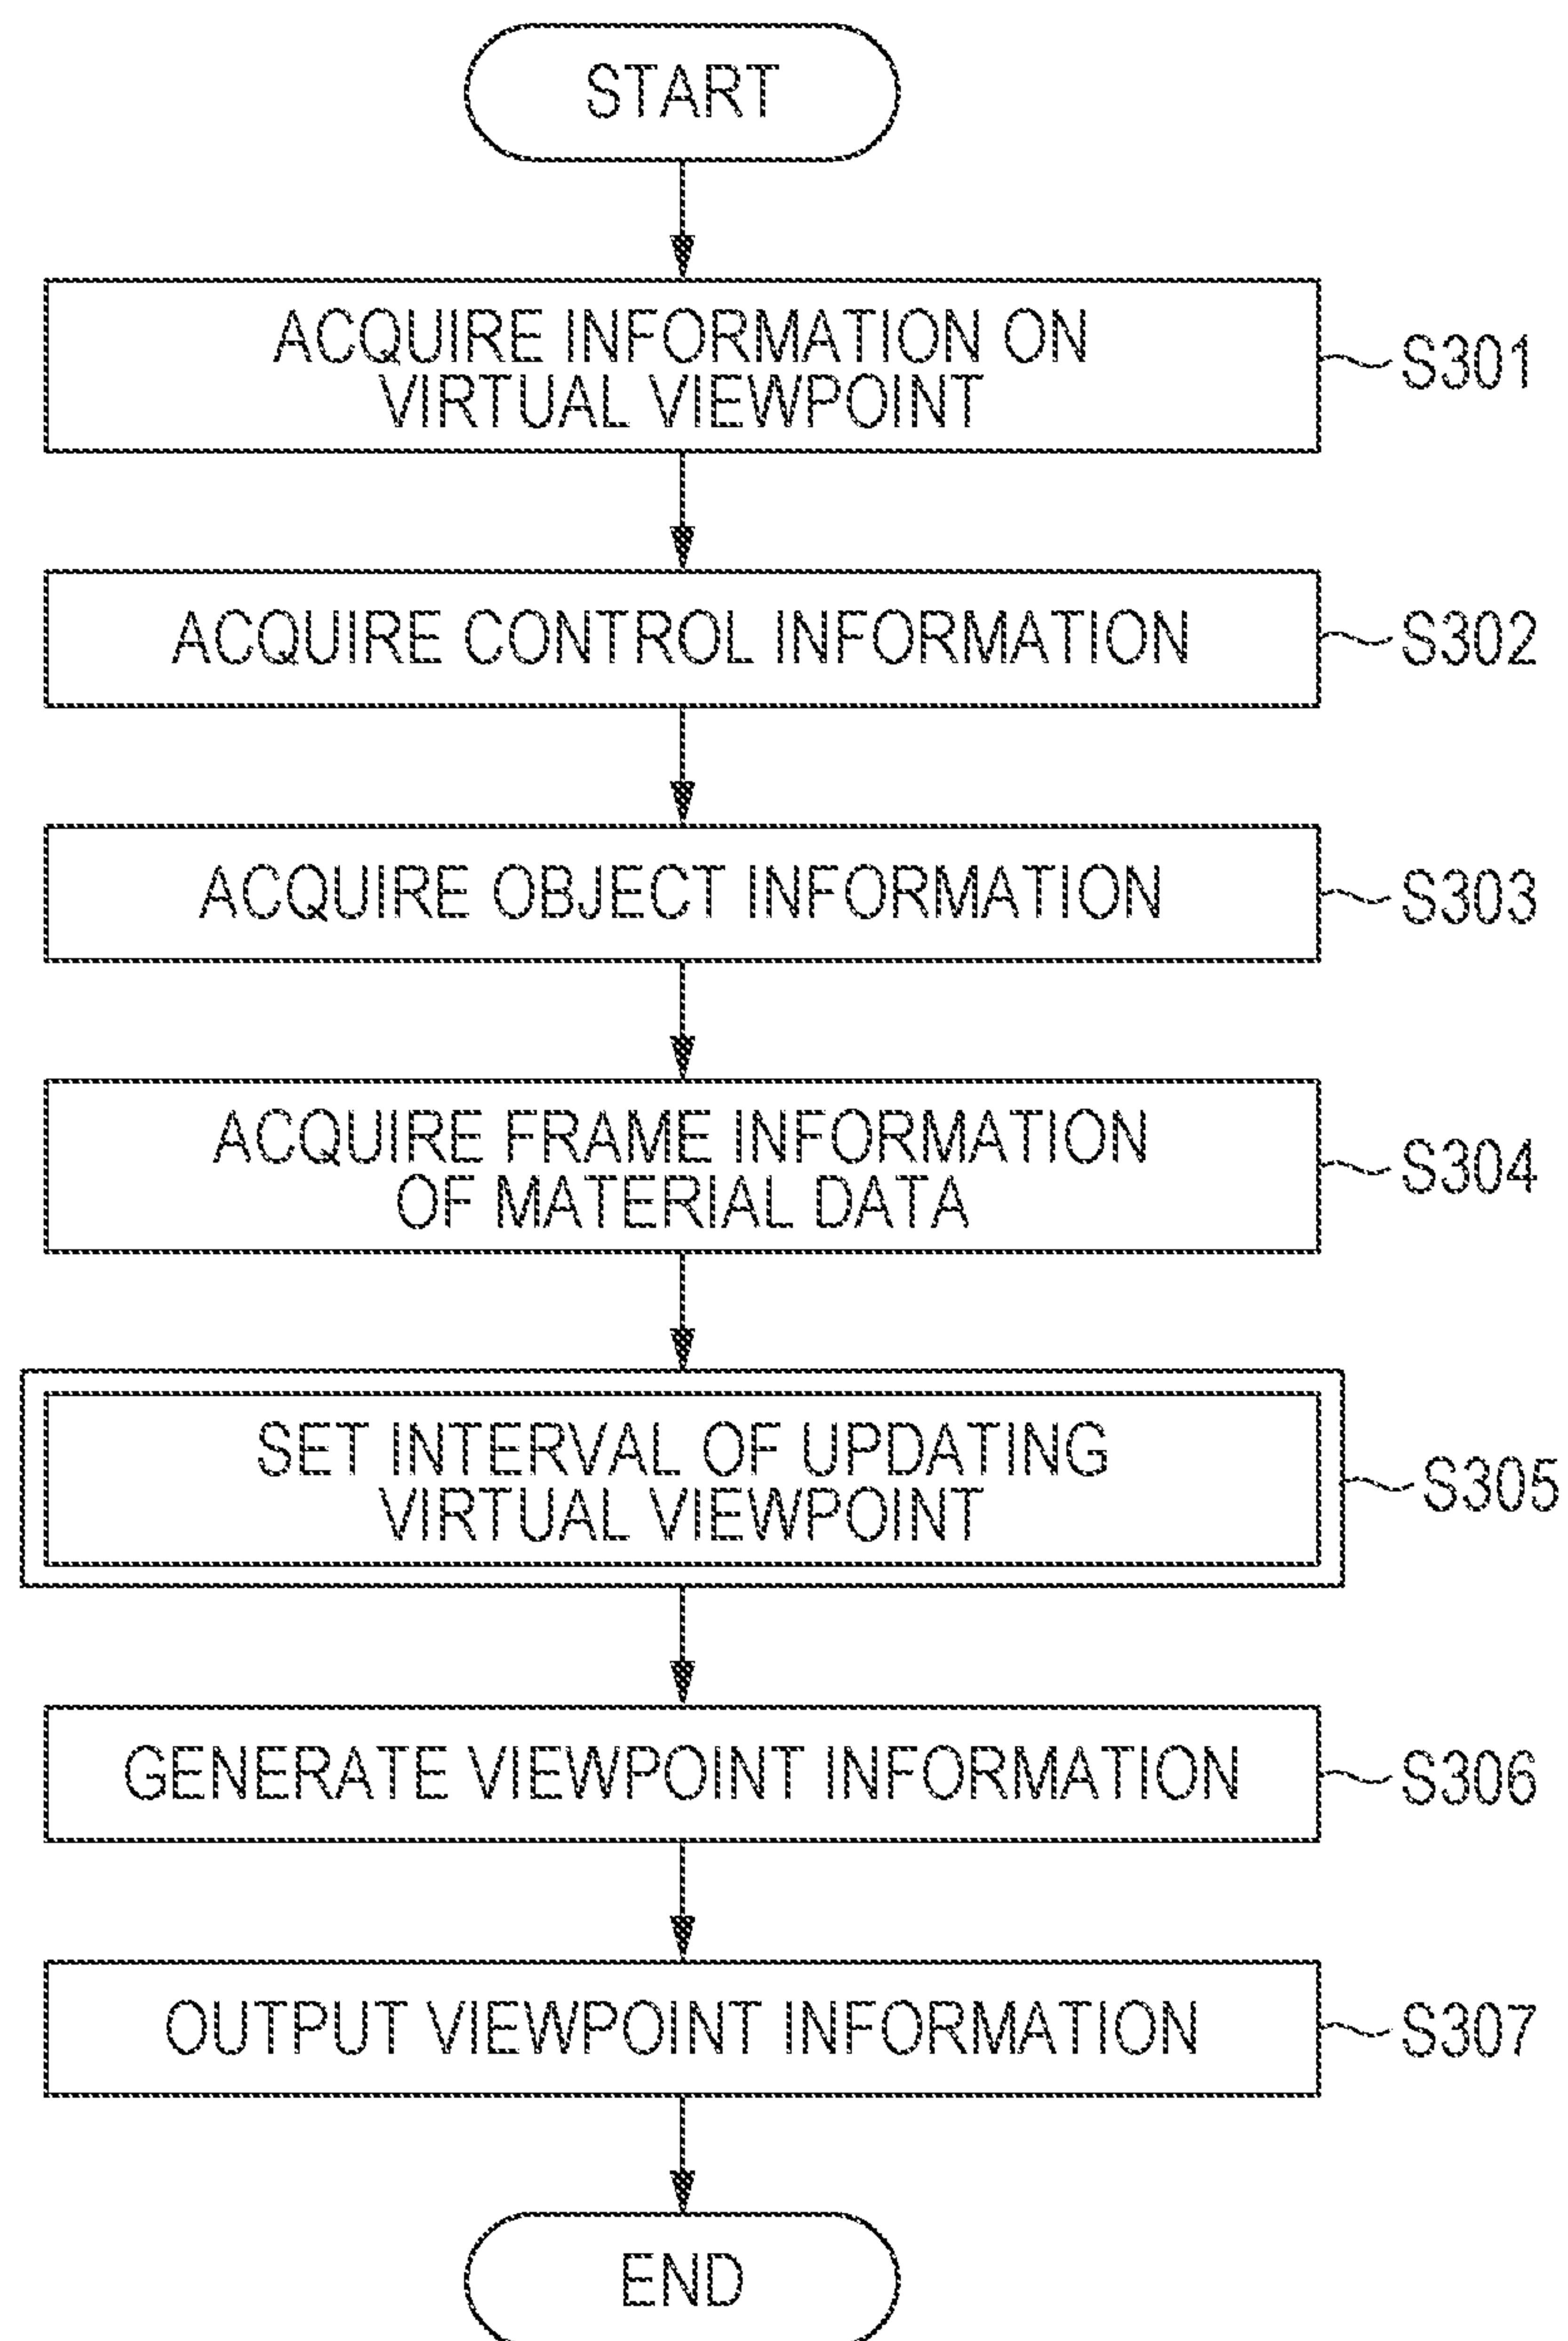 START
ACQUIRE INFORMATION ON
VIRTUAL VIEWPOINT
S301
ACQUIRE CONTROL INFORMATION
S302
ACQUIRE OBJECT INFORMATION
S303
ACQUIRE FRAME INFORMATION
OF MATERIAL DATA
S304
SET INTERVAL OF UPDATING
VIRTUAL VIEWPOINT
S305
GENERATE VIEWPOINT INFORMATION
S306
OUTPUT VIEWPOINT INFORMATION
S307
END